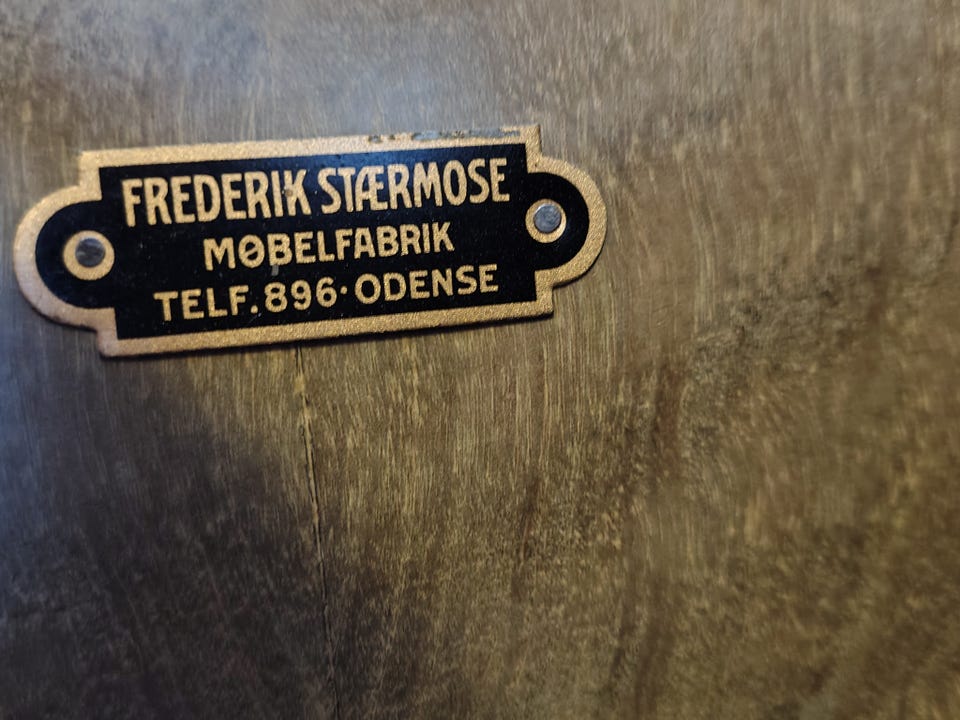 FREDERIK STÆRMOSE
MØBELFABRIK
TELF. 896 · ODENSE